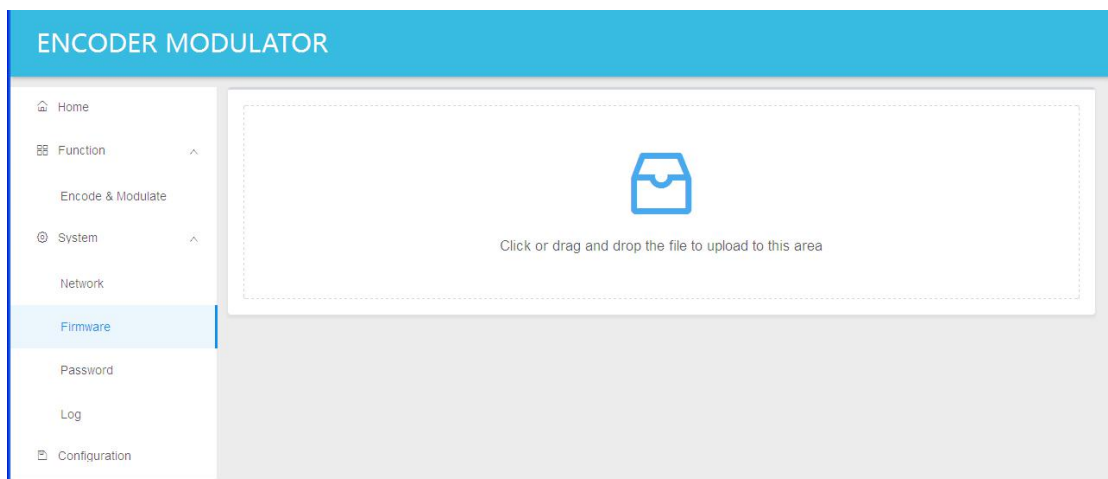 ENCODER MODULATOR
Home
Function
Encode & Modulate
System
Network
Firmware
Password
Log
Configuration
Click or drag and drop the file to upload to this area